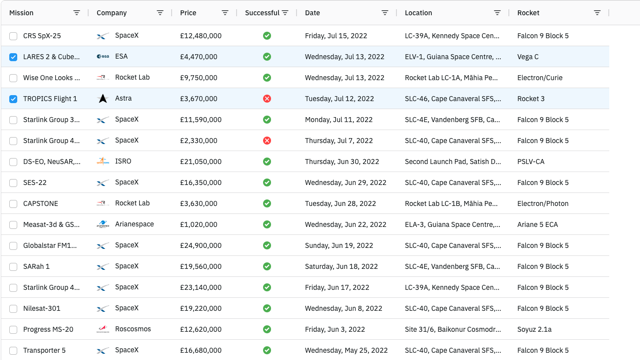 Mission Company Price Successful Date Location Rocket
CRS SpX-25 SpaceX £12,480,000 Friday, Jul 15, 2022 LC-39A, Kennedy Space Cen... Falcon 9 Block 5
LARES 2 & Cube... esa ESA £4,470,000 Wednesday, Jul 13, 2022 ELV-1, Guiana Space Centre, ... Vega C
Wise One Looks ... Rocket Lab £9,750,000 Wednesday, Jul 13, 2022 Rocket Lab LC-1A, Māhia Pe... Electron/Curie
TROPICS Flight 1 Astra £3,670,000 Tuesday, Jul 12, 2022 SLC-46, Cape Canaveral SFS,... Rocket 3
Starlink Group 3... SpaceX £11,590,000 Monday, Jul 11, 2022 SLC-4E, Vandenberg SFB, Ca... Falcon 9 Block 5
Starlink Group 4... SpaceX £2,330,000 Thursday, Jul 7, 2022 SLC-40, Cape Canaveral SFS,... Falcon 9 Block 5
DS-EO, NeuSAR,... ISRO £21,050,000 Thursday, Jun 30, 2022 Second Launch Pad, Satish D... PSLV-CA
SES-22 SpaceX £16,350,000 Wednesday, Jun 29, 2022 SLC-40, Cape Canaveral SFS,... Falcon 9 Block 5
CAPSTONE Rocket Lab £3,630,000 Tuesday, Jun 28, 2022 Rocket Lab LC-1B, Māhia Pe... Electron/Photon
Measat-3d & GS... Arianespace £1,020,000 Wednesday, Jun 22, 2022 ELA-3, Guiana Space Centre,... Ariane 5 ECA
Globalstar FM1... SpaceX £24,900,000 Sunday, Jun 19, 2022 SLC-40, Cape Canaveral SFS,... Falcon 9 Block 5
SARah 1 SpaceX £19,560,000 Saturday, Jun 18, 2022 SLC-4E, Vandenberg SFB, Ca... Falcon 9 Block 5
Starlink Group 4... SpaceX £23,140,000 Friday, Jun 17, 2022 LC-39A, Kennedy Space Cen... Falcon 9 Block 5
Nilesat-301 SpaceX £19,220,000 Wednesday, Jun 8, 2022 SLC-40, Cape Canaveral SFS,... Falcon 9 Block 5
Progress MS-20 Roscosmos £12,620,000 Friday, Jun 3, 2022 Site 31/6, Baikonur Cosmodr... Soyuz 2.1a
Transporter 5 SpaceX £16,680,000 Wednesday, May 25, 2022 SLC-40, Cape Canaveral SFS,... Falcon 9 Block 5